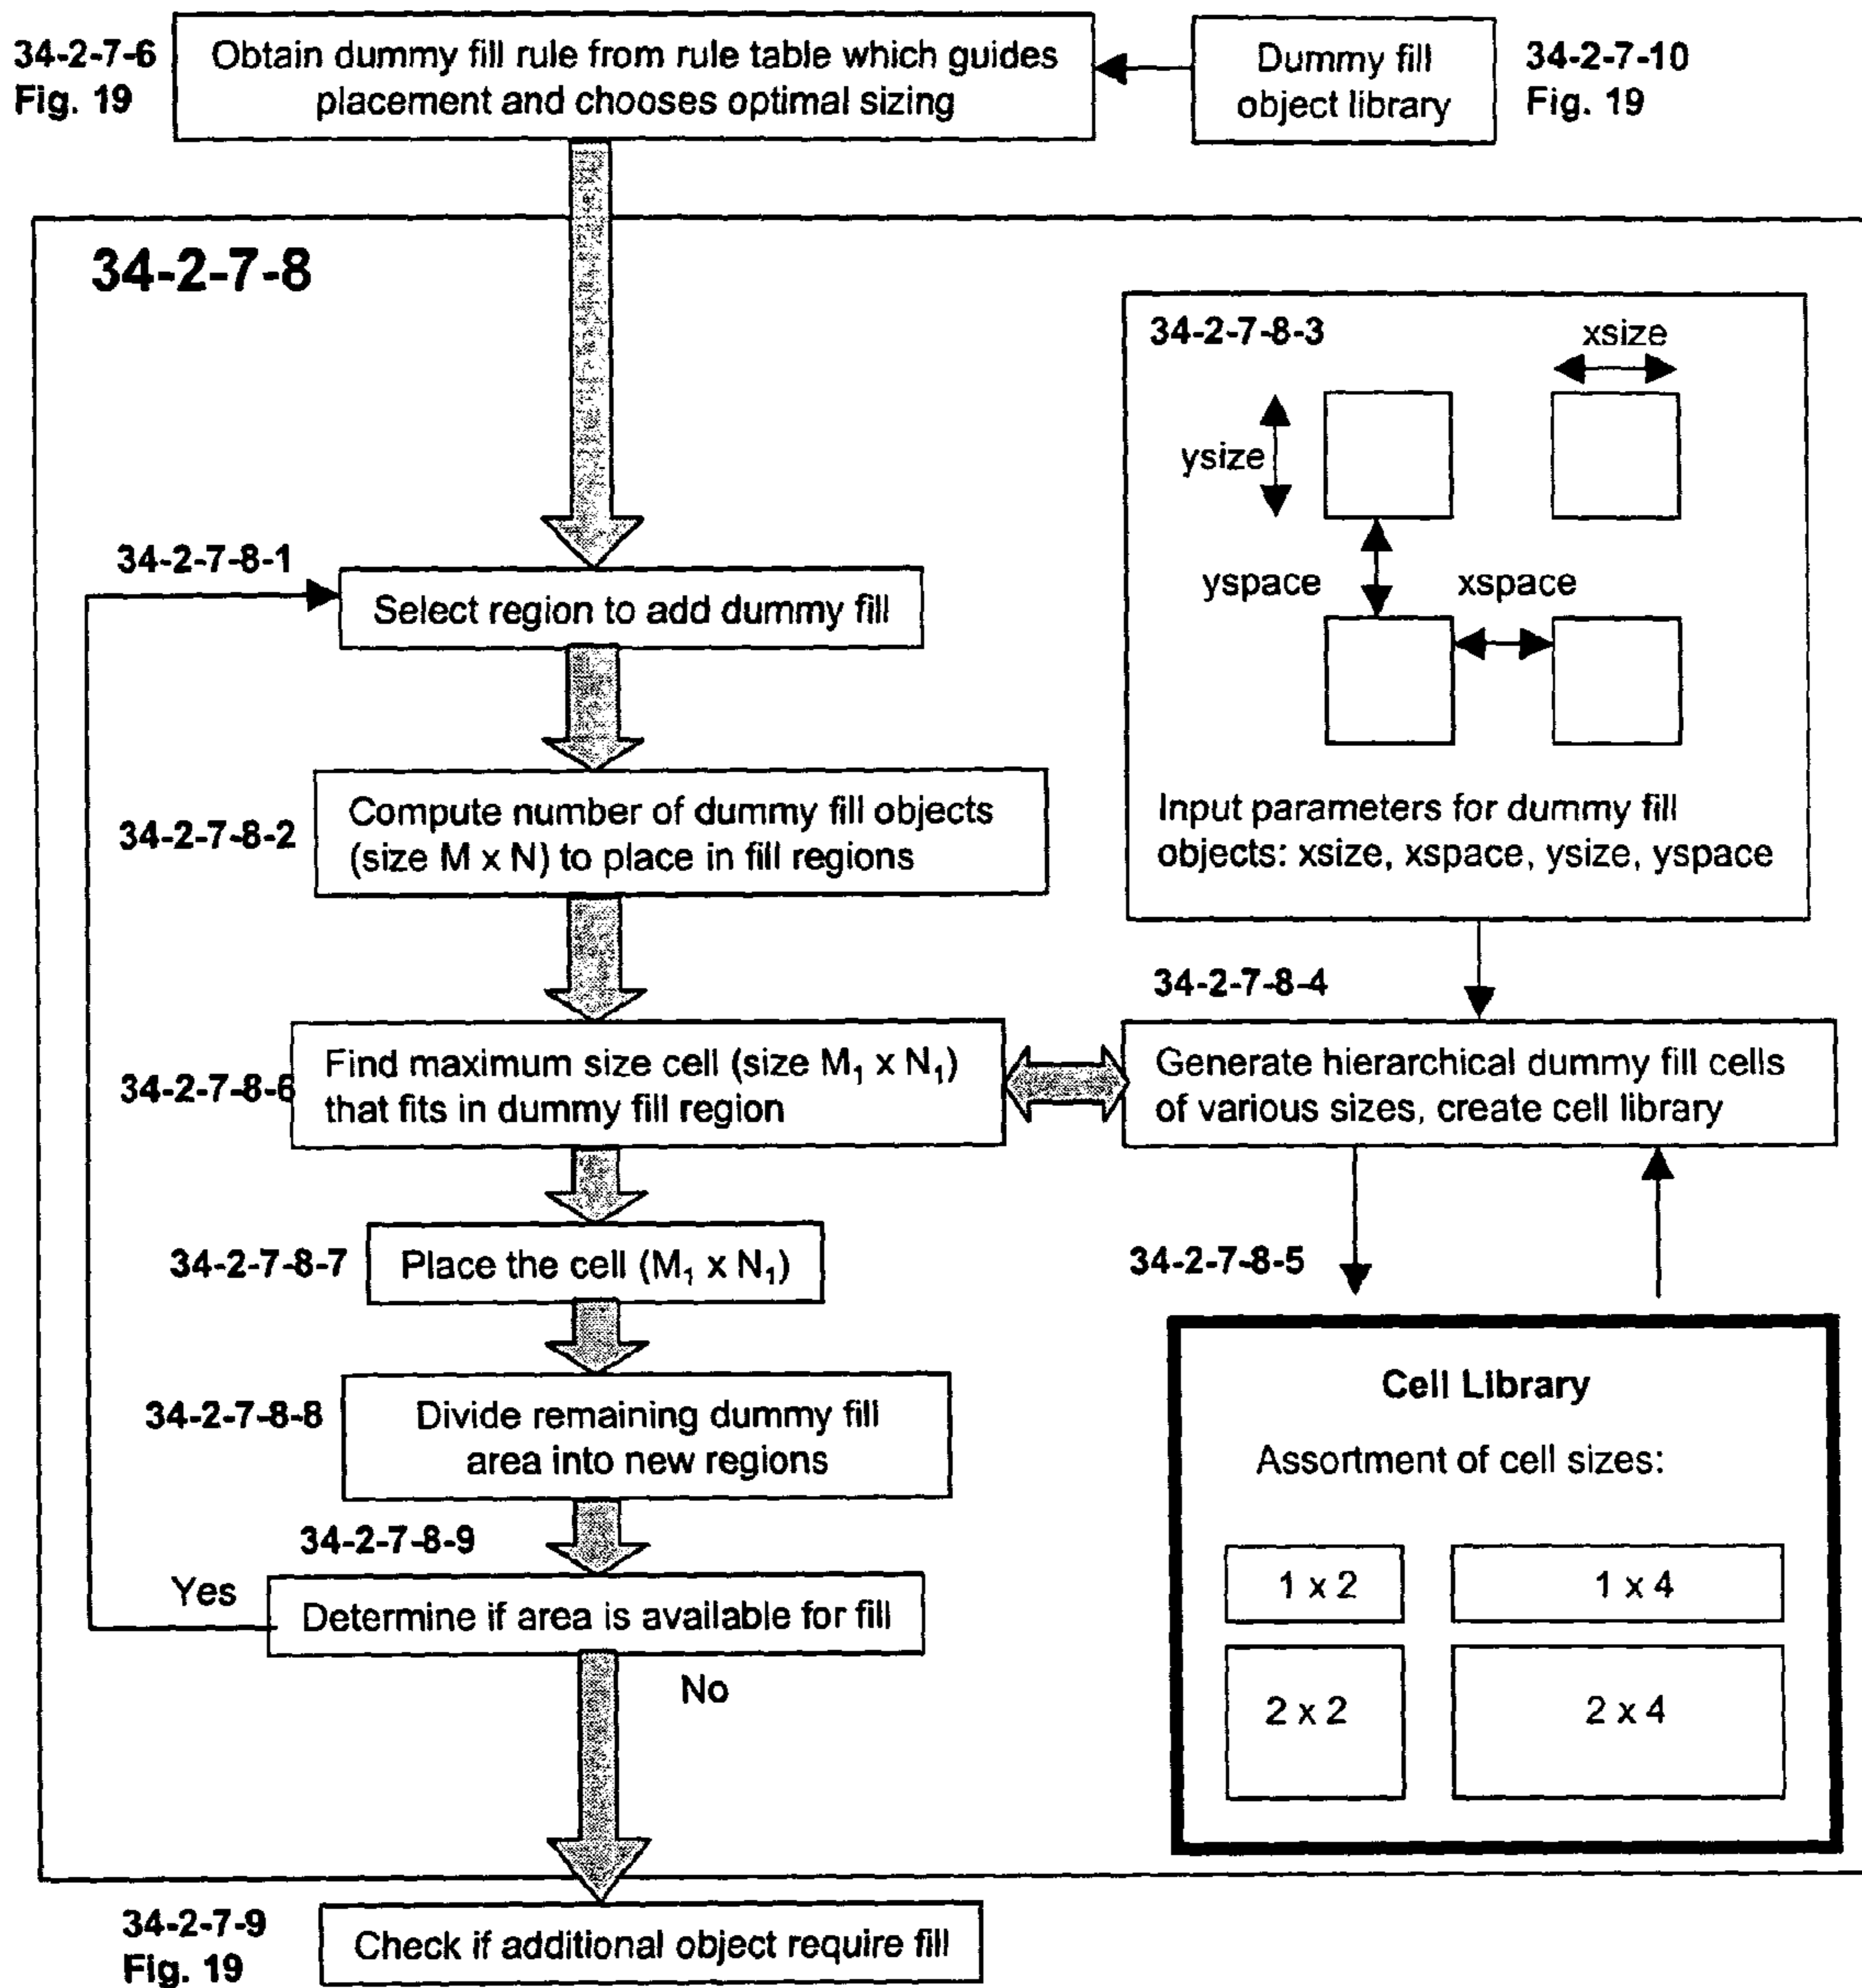 34-2-7-6
Fig. 19
Obtain dummy fill rule from rule table which guides
placement and chooses optimal sizing
Dummy fill
object library
34-2-7-10
Fig. 19
34-2-7-8
34-2-7-8-1
Select region to add dummy fill
34-2-7-8-2
Compute number of dummy fill objects
(size M x N) to place in fill regions
34-2-7-8-3
xsize
ysize
yspace
xspace
Input parameters for dummy fill
objects: xsize, xspace, ysize, yspace
34-2-7-8-4
Generate hierarchical dummy fill cells
of various sizes, create cell library
34-2-7-8-6
Find maximum size cell (size M₁ x N₁)
that fits in dummy fill region
34-2-7-8-7
Place the cell (M₁ x N₁)
34-2-7-8-5
Cell Library
Assortment of cell sizes:
1 x 2
1 x 4
2 x 2
2 x 4
34-2-7-8-8
Divide remaining dummy fill
area into new regions
34-2-7-8-9
Yes
Determine if area is available for fill
No
34-2-7-9
Fig. 19
Check if additional object require fill